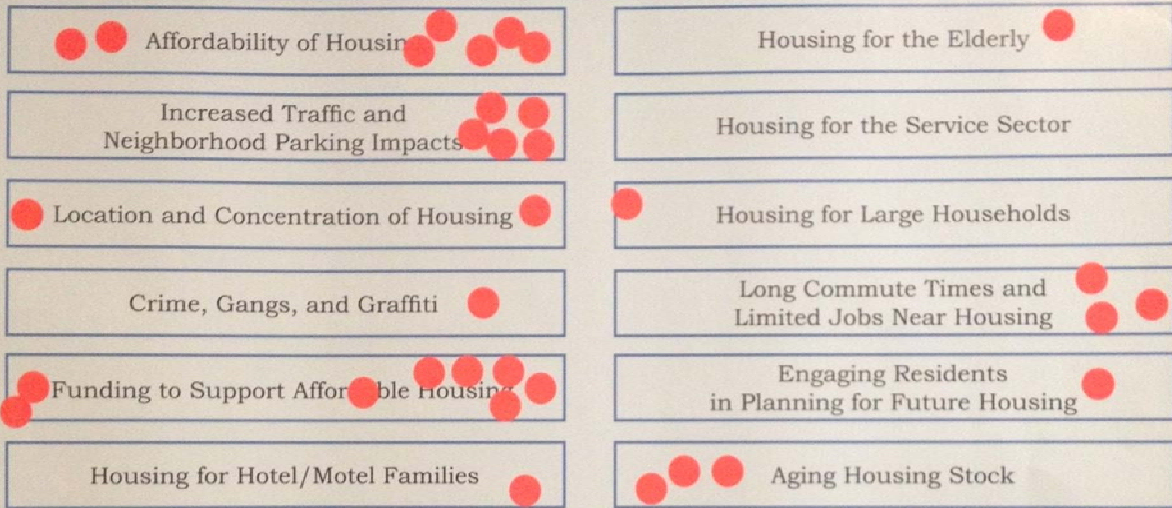 Affordability of Housin
Increased Traffic and
Neighborhood Parking Impacts
Location and Concentration of Housing
Crime, Gangs, and Graffiti
Funding to Support Affor ble Housing
Housing for Hotel/Motel Families
Housing for the Elderly
Housing for the Service Sector
Housing for Large Households
Long Commute Times and
Limited Jobs Near Housing
Engaging Residents
in Planning for Future Housing
Aging Housing Stock